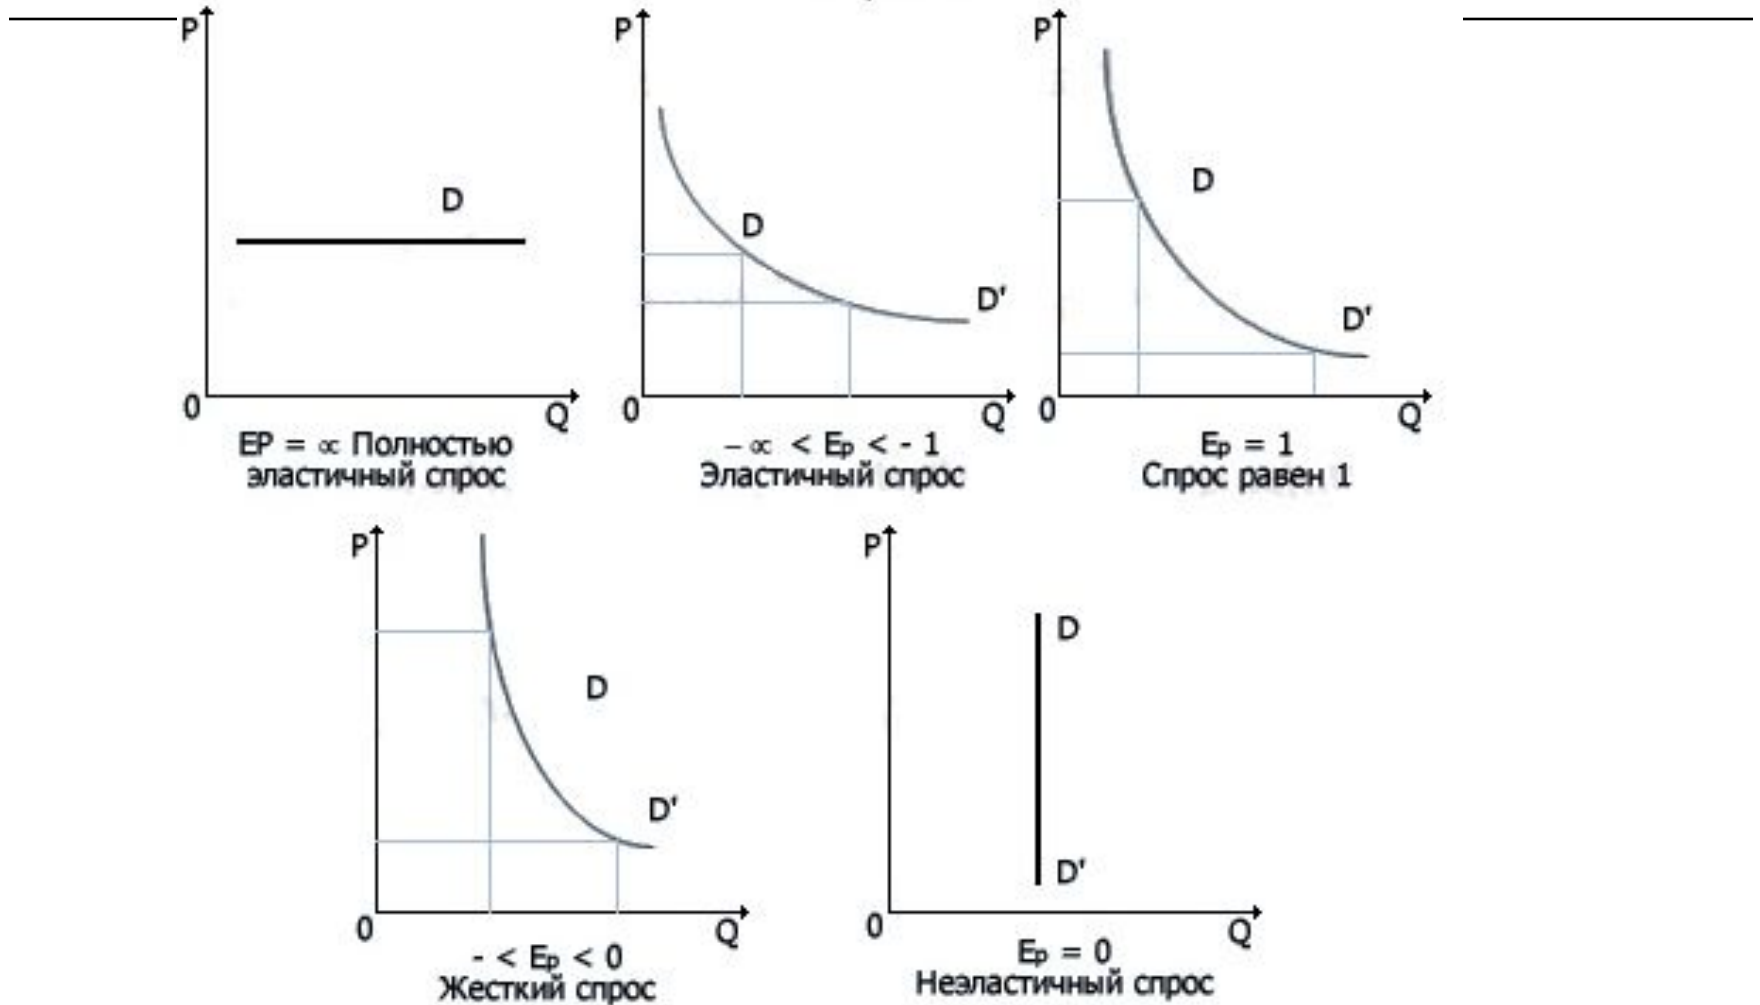 P
D
0
Q
EP = ∝ Полностью
эластичный спрос
P
D
D'
0
Q
– ∝ < Ep < - 1
Эластичный спрос
P
D
D'
0
Q
Ep = 1
Спрос равен 1
P
D
D'
0
Q
- < Ep < 0
Жесткий спрос
P
D
D'
0
Q
Ep = 0
Неэластичный спрос